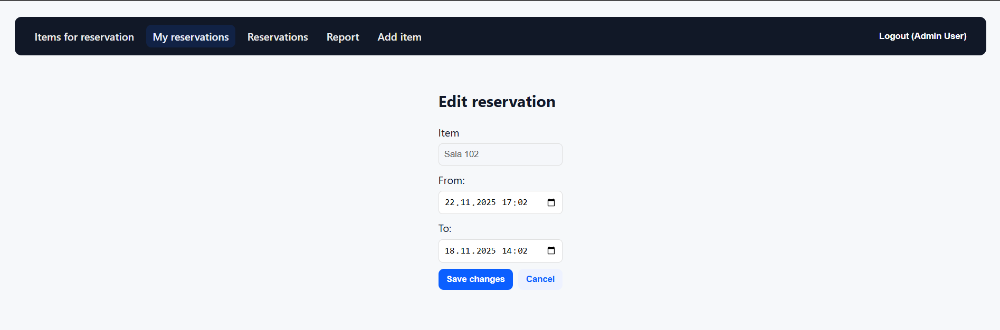 Items for reservation My reservations Reservations Report Add item Logout (Admin User)
Edit reservation
Item
Sala 102
From:
22.11.2025 17:02
To:
18.11.2025 14:02
Save changes Cancel